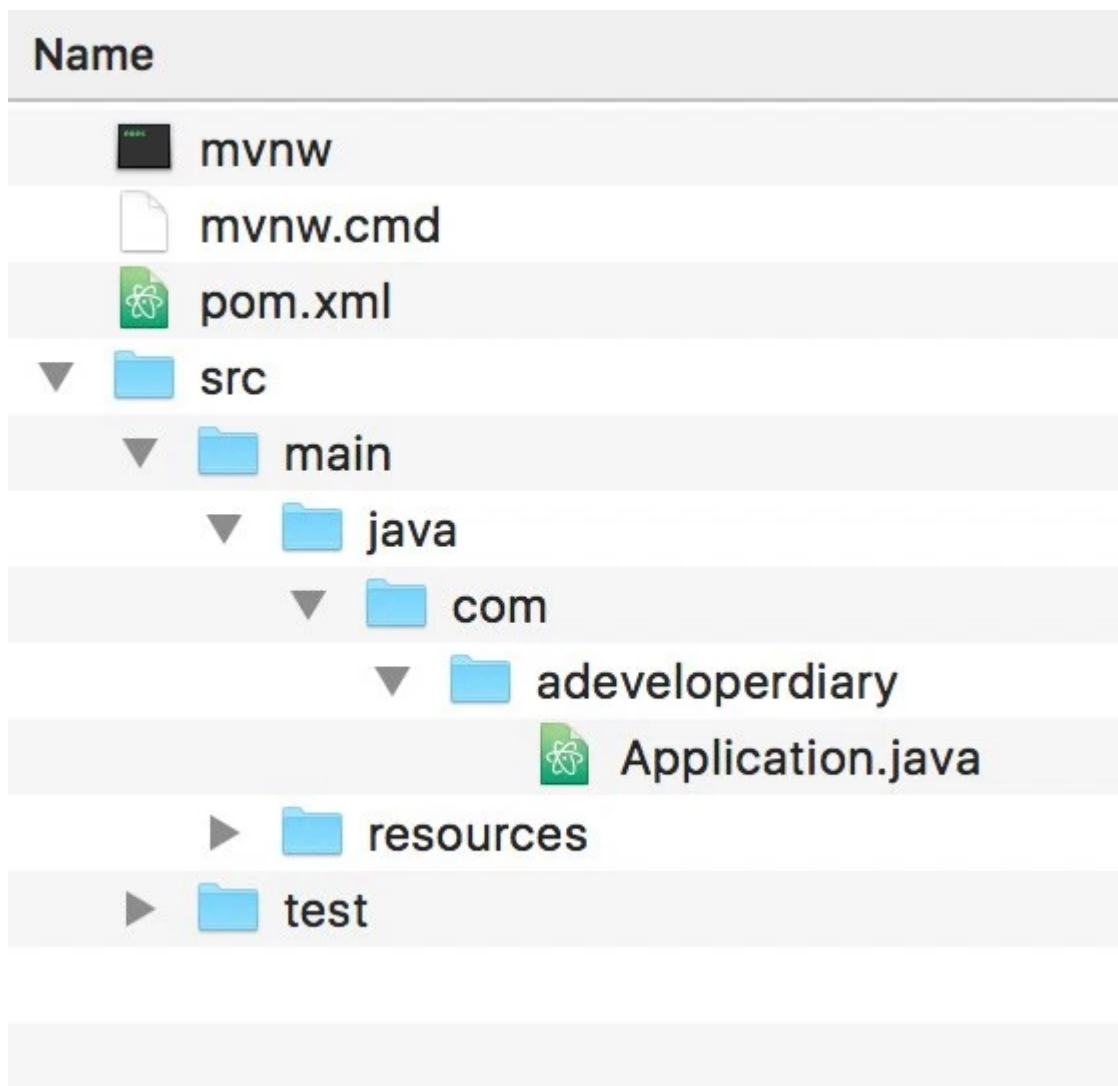 Name
mvnw
mvnw.cmd
pom.xml
src
main
java
com
adeveloperdiary
Application.java
resources
test